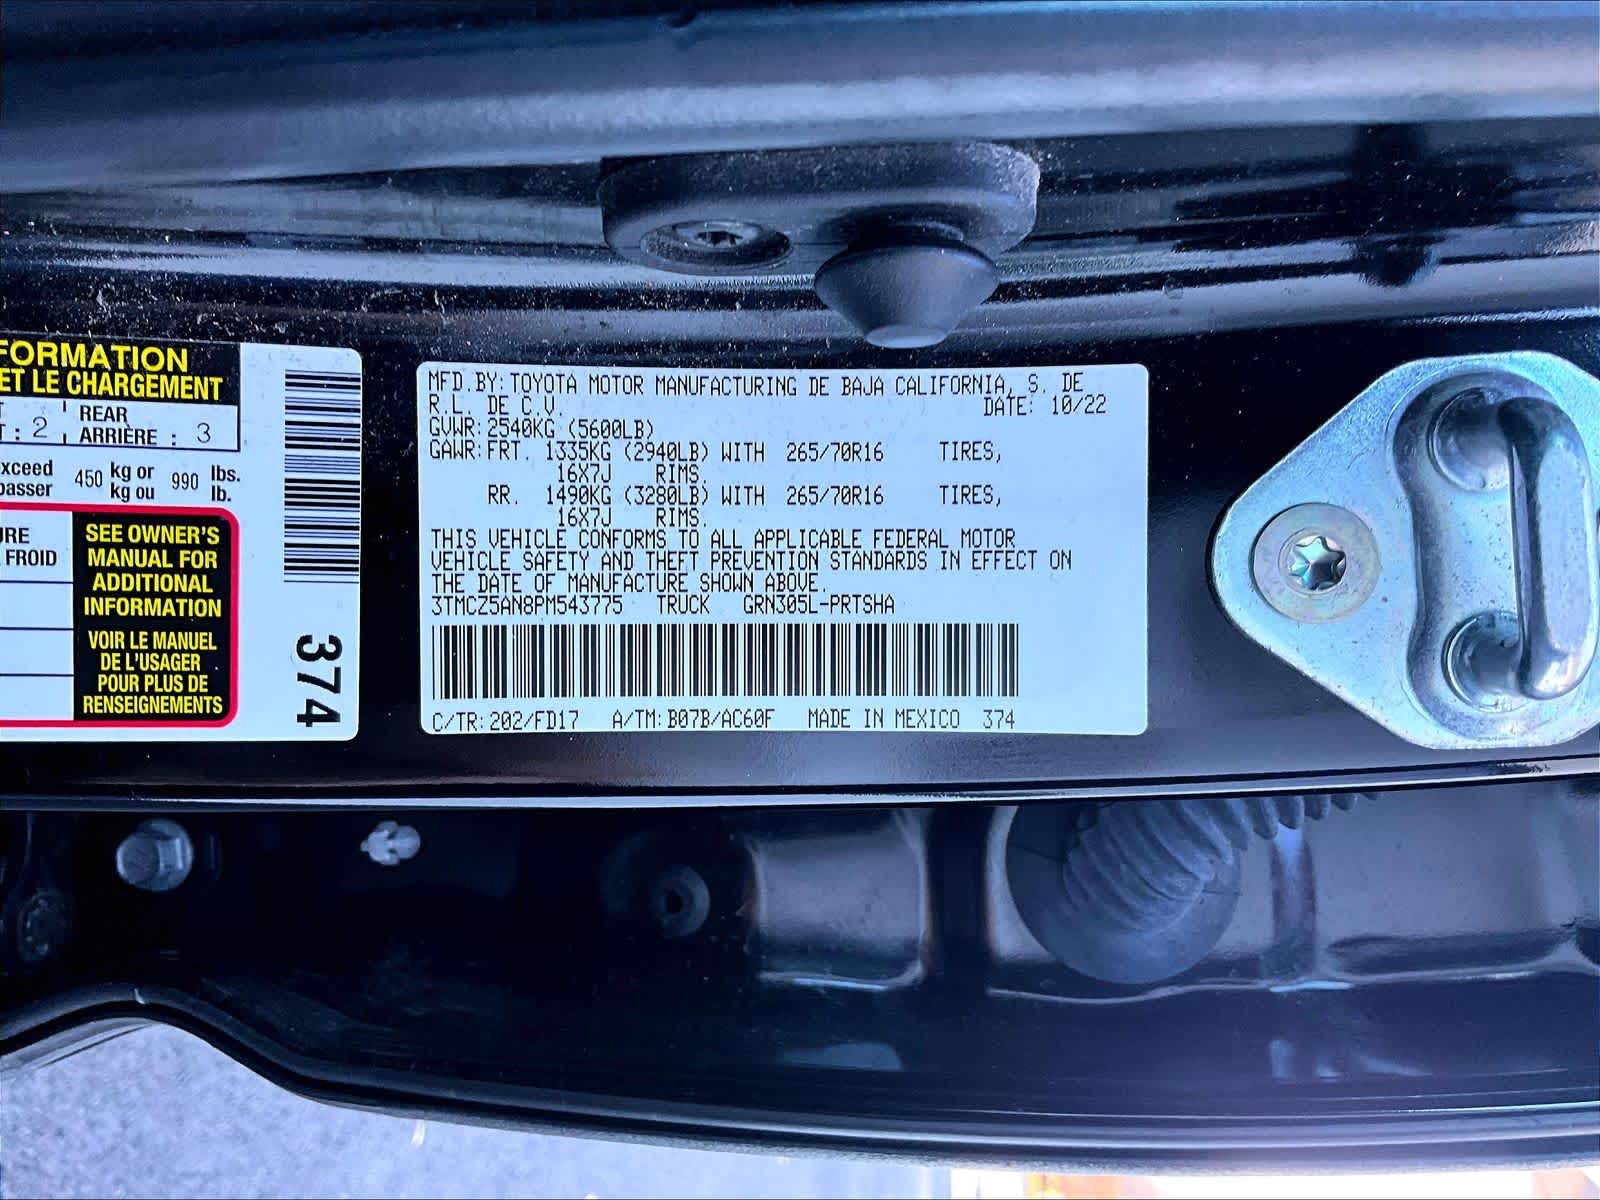 FORMATION
ET LE CHARGEMENT
: 2 REAR
ARRIÈRE : 3
exceed
passer 450 kg or
kg ou 990 lbs.
lb.
FROID
SEE OWNER'S
MANUAL FOR
ADDITIONAL
INFORMATION
VOIR LE MANUEL
DE L'USAGER
POUR PLUS DE
RENSEIGNEMENTS
374
MFD.BY:TOYOTA MOTOR MANUFACTURING DE BAJA CALIFORNIA, S. DE
R.L. DE C.V. DATE: 10/22
GVWR:2540KG (5600LB)
GAWR:FRT. 1335KG (2940LB) WITH 265/70R16 TIRES,
16X7J RIMS.
RR. 1490KG (3280LB) WITH 265/70R16 TIRES,
16X7J RIMS.
THIS VEHICLE CONFORMS TO ALL APPLICABLE FEDERAL MOTOR
VEHICLE SAFETY AND THEFT PREVENTION STANDARDS IN EFFECT ON
THE DATE OF MANUFACTURE SHOWN ABOVE.
3TMCZ5AN8PM543775 TRUCK GRN305L-PRTSHA
C/TR:202/FD17 A/TM:B07B/AC60F MADE IN MEXICO 374